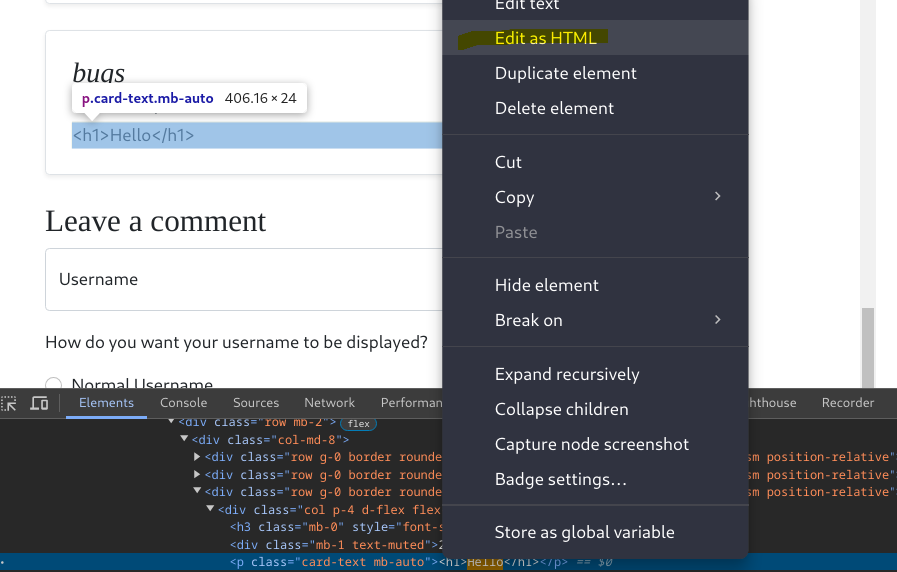 Edit text
Edit as HTML
Duplicate element
Delete element
Cut
Copy
Paste
Hide element
Break on
Expand recursively
Collapse children
Capture node screenshot
Badge settings...
Store as global variable
bugs
p.card-text.mb-auto 406.16 × 24
<h1>Hello</h1>
Leave a comment
Username
How do you want your username to be displayed?
Normal Username
Elements Console Sources Network Performan hthouse Recorder
<div class="row mb-2"> flex
<div class="col-md-8">
<div class="row g-0 border rounde sm position-relative"
<div class="row g-0 border rounde sm position-relative"
<div class="row g-0 border rounde sm position-relative"
<div class="col p-4 d-flex flex
<h3 class="mb-0" style="font-s
<div class="mb-1 text-muted">2
<p class="card-text mb-auto"><h1>Hello</h1></p> == $0